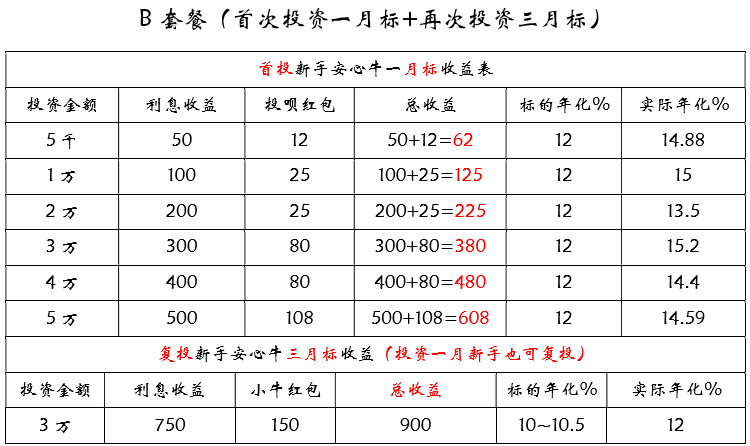 B 套餐（首次投资一月标+再次投资三月标）
首投新手安心牛一月标收益表
投资金额 利息收益 投呗红包 总收益 标的年化% 实际年化%
5 千 50 12 50+12=62 12 14.88
1 万 100 25 100+25=125 12 15
2 万 200 25 200+25=225 12 13.5
3 万 300 80 300+80=380 12 15.2
4 万 400 80 400+80=480 12 14.4
5 万 500 108 500+108=608 12 14.59
复投新手安心牛三月标收益（投资一月新手也可复投）
投资金额 利息收益 小牛红包 总收益 标的年化% 实际年化%
3 万 750 150 900 10~10.5 12